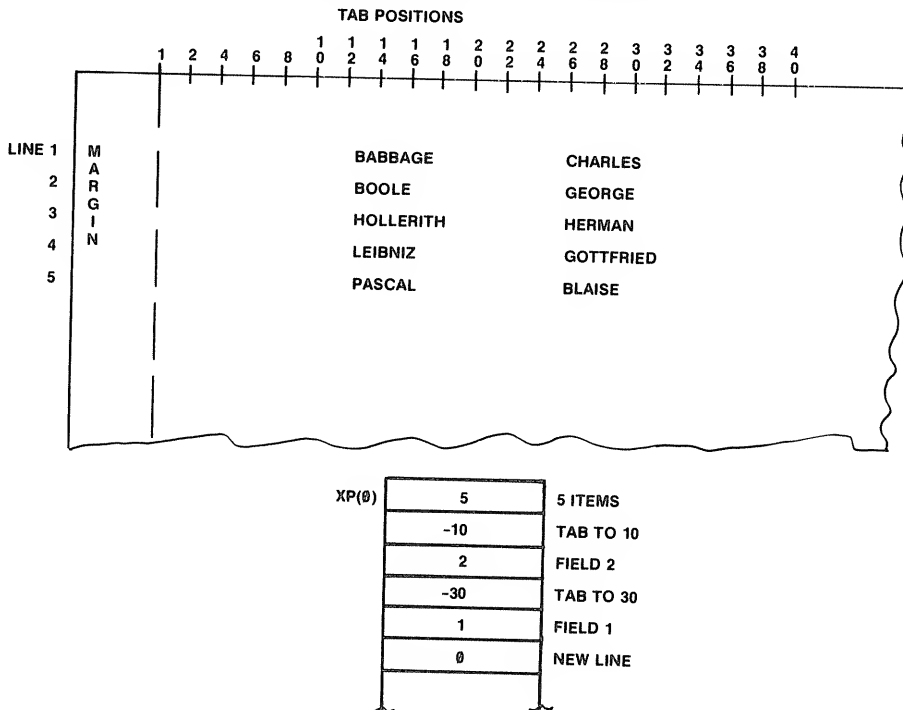 TAB POSITIONS
1 2 4 6 8 10 12 14 16 18 20 22 24 26 28 30 32 34 36 38 40
MARGIN
LINE 1 BABBAGE CHARLES
2 BOOLE GEORGE
3 HOLLERITH HERMAN
4 LEIBNIZ GOTTFRIED
5 PASCAL BLAISE
XP(0) 5 5 ITEMS
-10 TAB TO 10
2 FIELD 2
-30 TAB TO 30
1 FIELD 1
0 NEW LINE